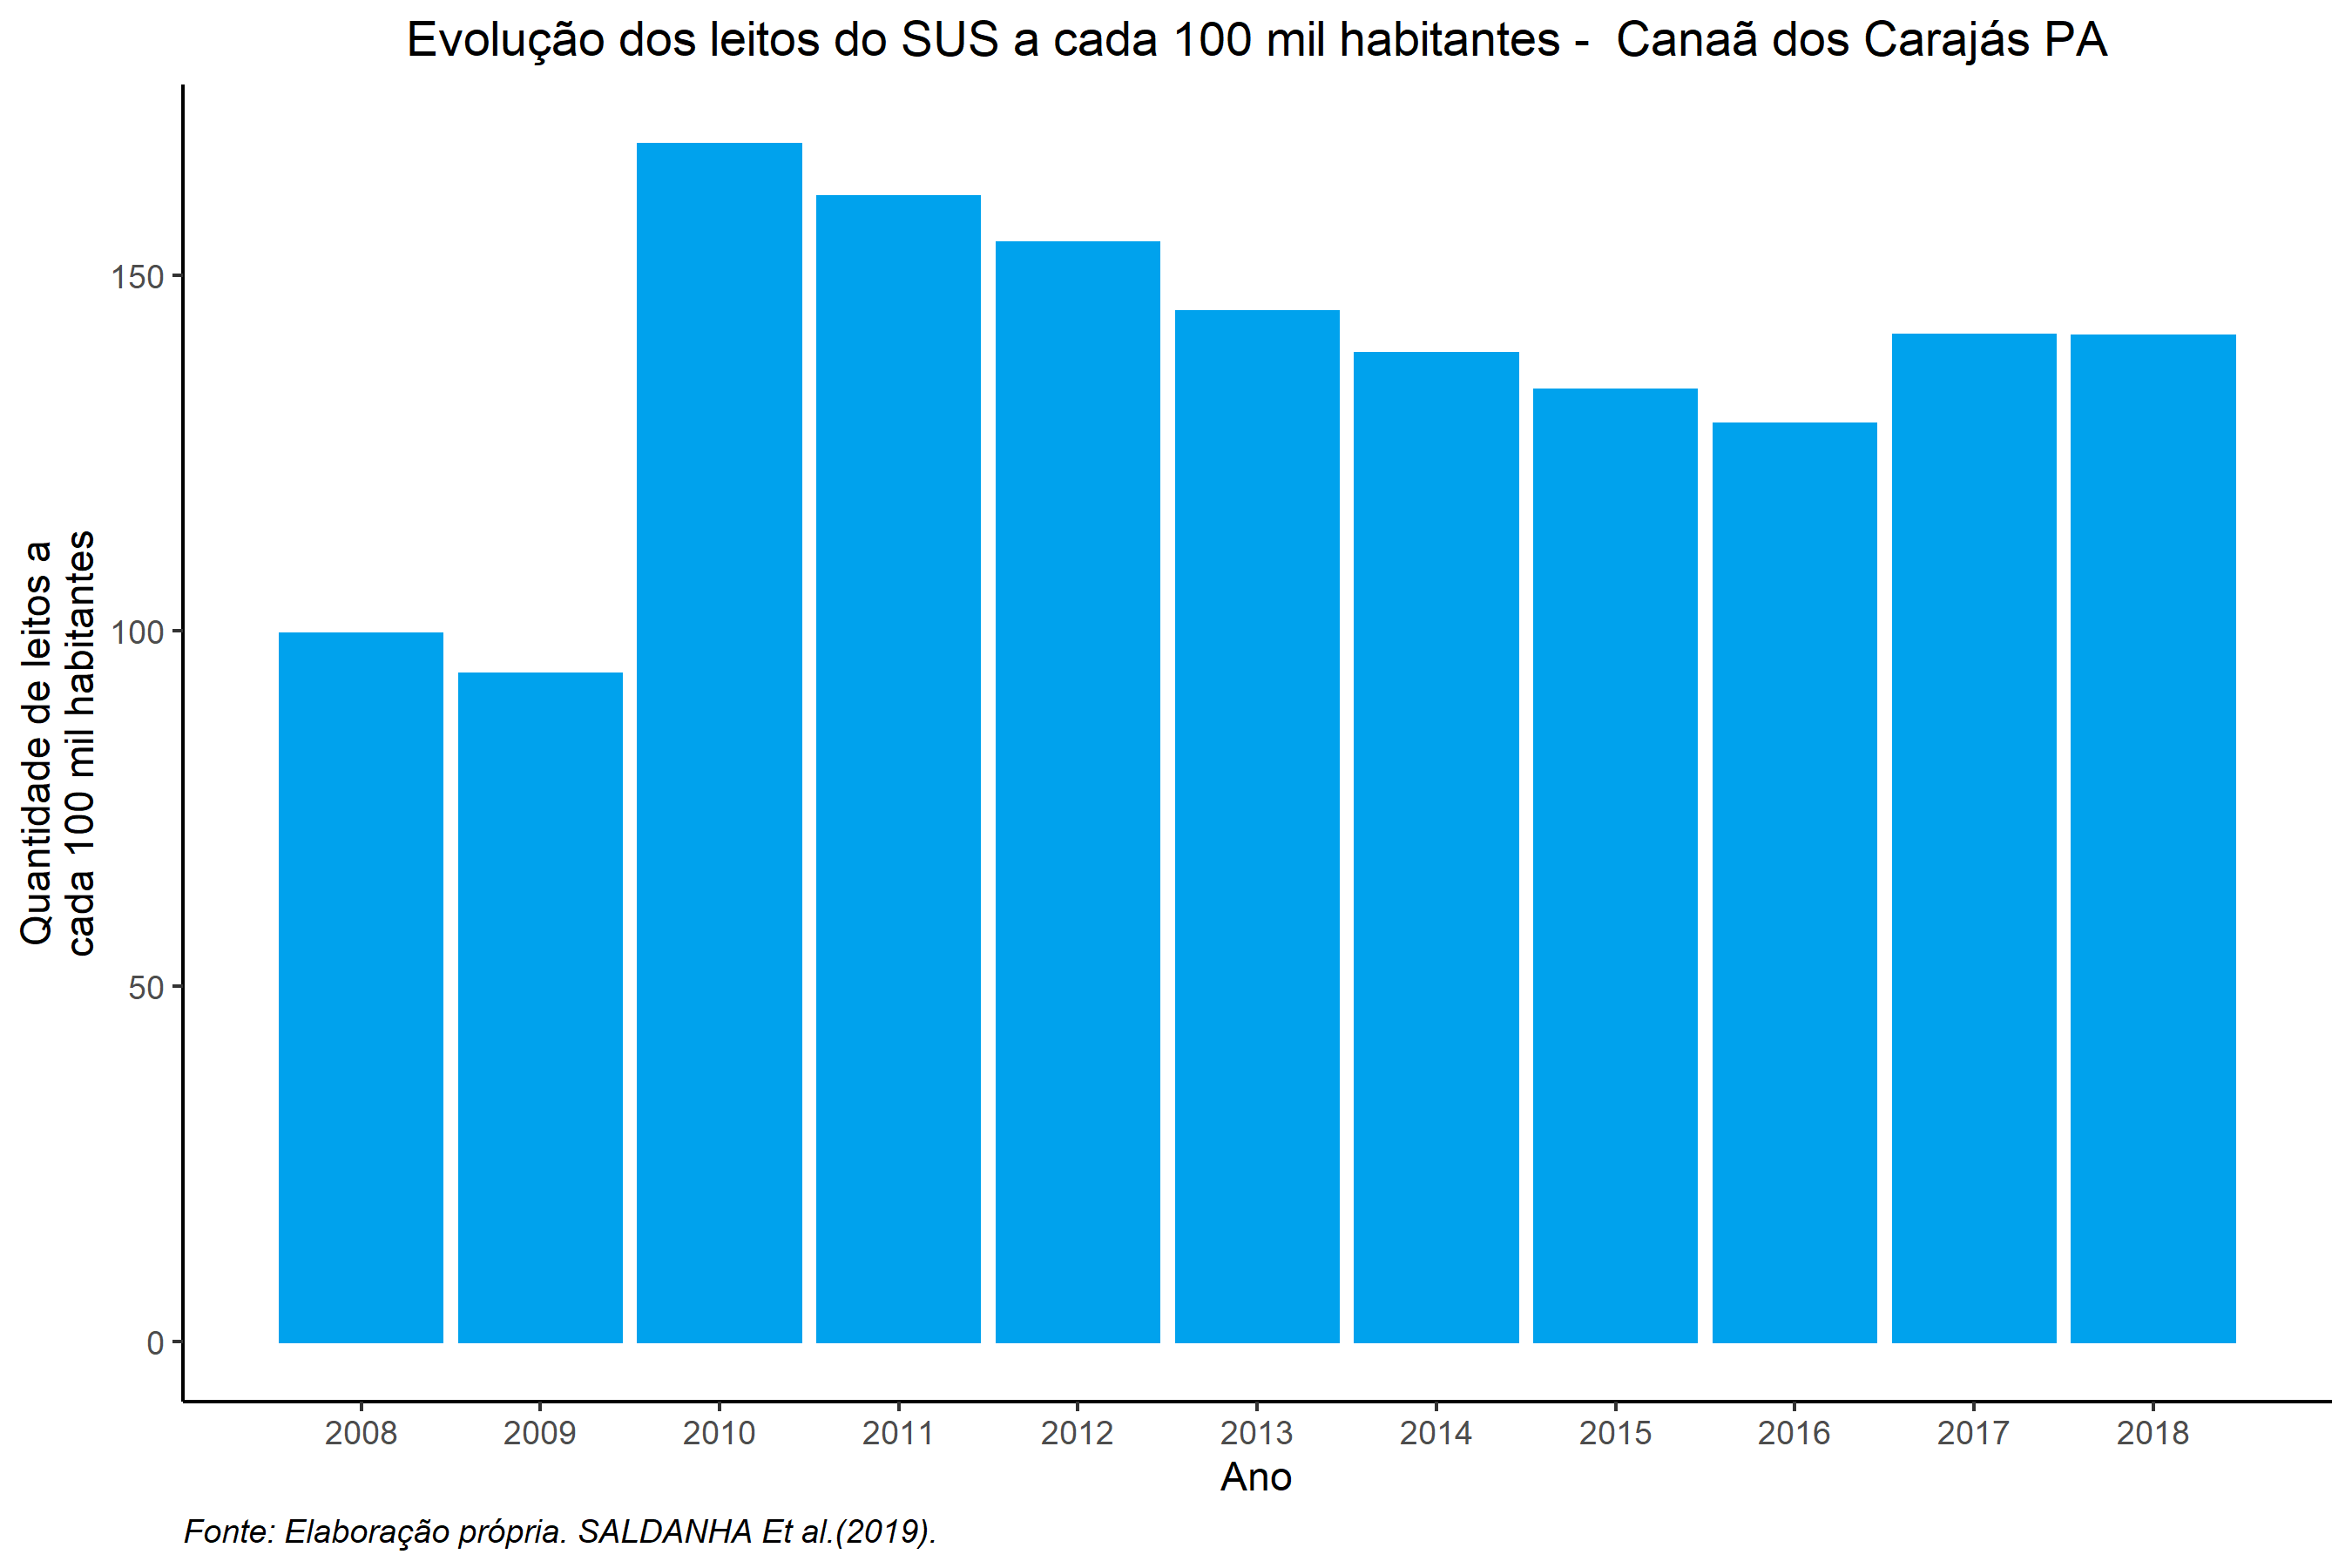 Evolução dos leitos do SUS a cada 100 mil habitantes -  Canaã dos Carajás PA
Quantidade de leitos a
cada 100 mil habitantes
150
100
50
0
2008 2009 2010 2011 2012 2013 2014 2015 2016 2017 2018
Ano
Fonte: Elaboração própria. SALDANHA Et al.(2019).